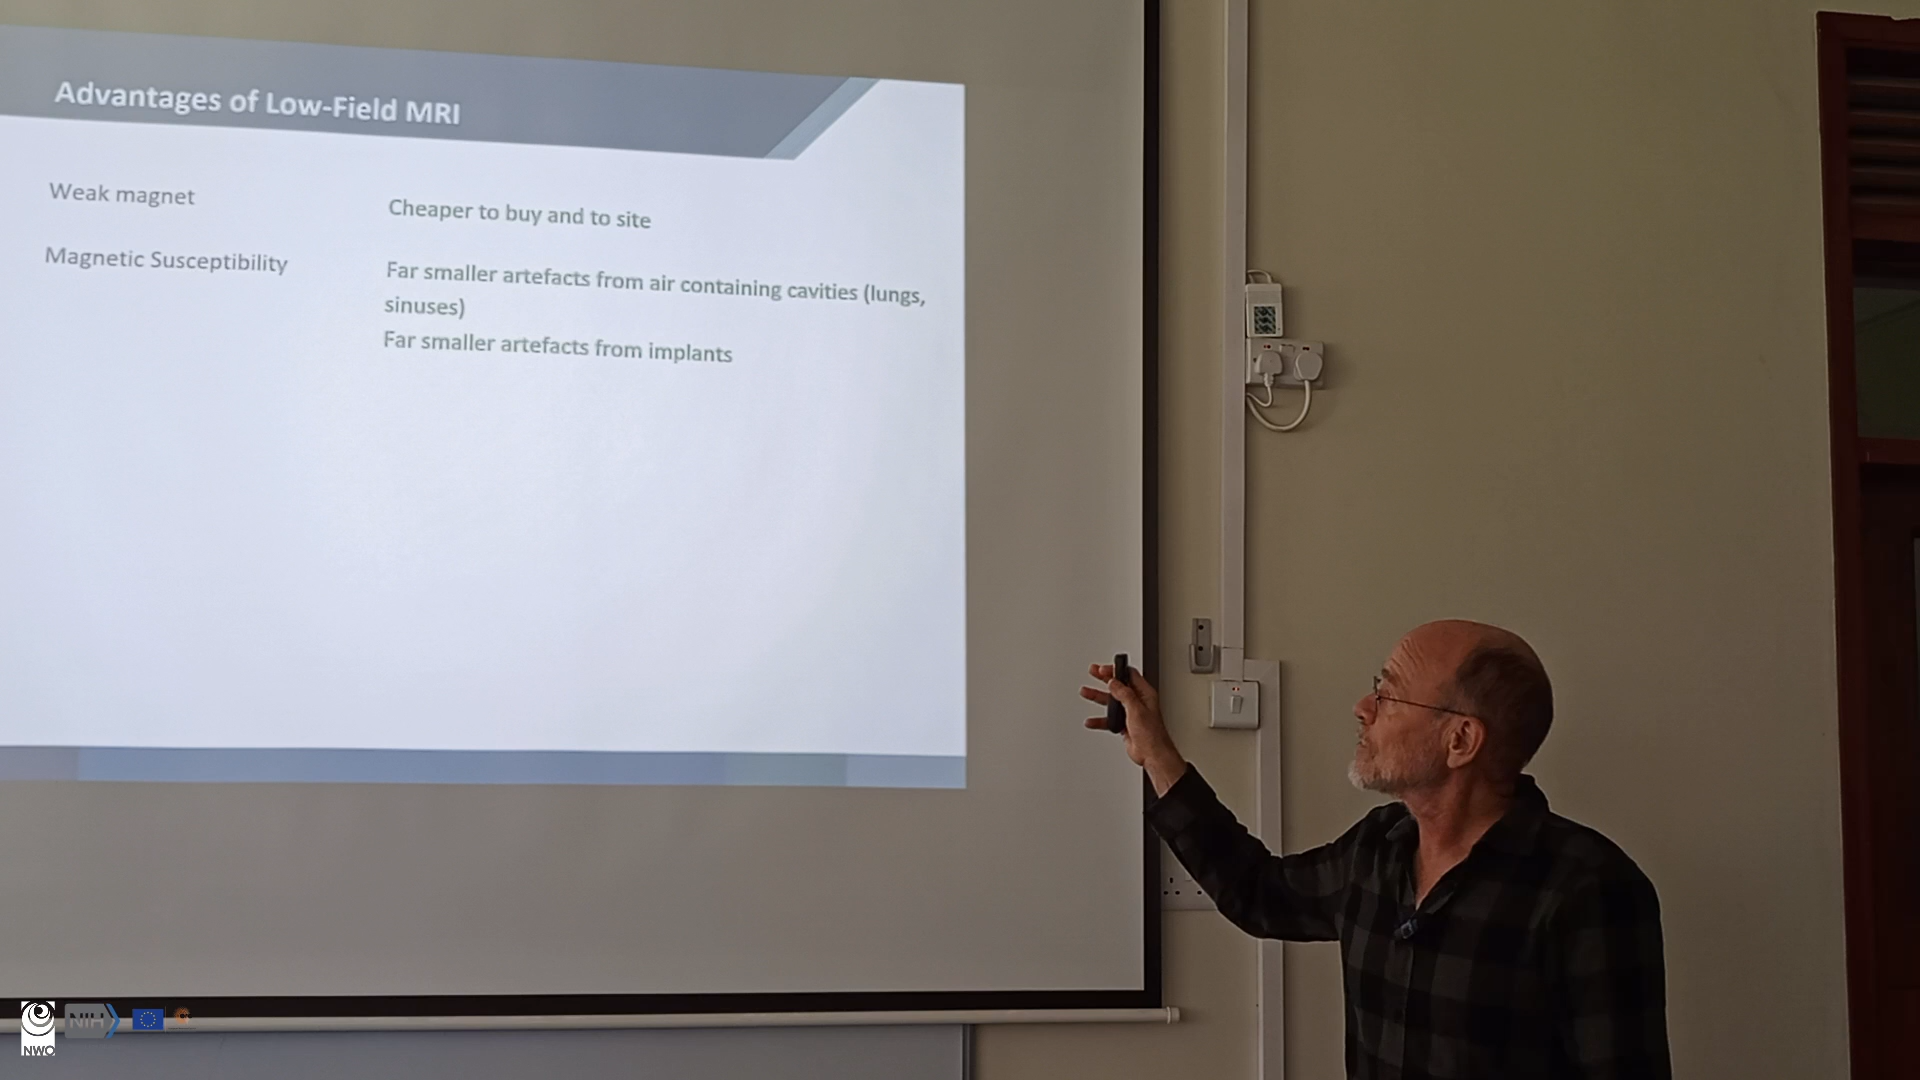 Advantages of Low-Field MRI
Weak magnet
Cheaper to buy and to site
Magnetic Susceptibility
Far smaller artefacts from air containing cavities (lungs,
sinuses)
Far smaller artefacts from implants
NWO
NIH